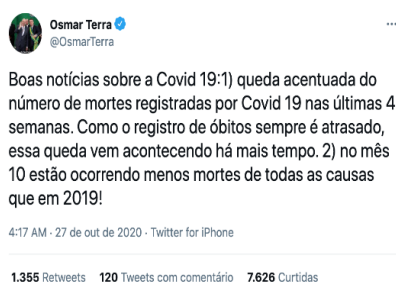 Osmar Terra
@OsmarTerra
Boas notícias sobre a Covid 19:1) queda acentuada do
número de mortes registradas por Covid 19 nas últimas 4
semanas. Como o registro de óbitos sempre é atrasado,
essa queda vem acontecendo há mais tempo. 2) no mês
10 estão ocorrendo menos mortes de todas as causas
que em 2019!
4:17 AM · 27 de out de 2020 · Twitter for iPhone
1.355 Retweets 120 Tweets com comentário 7.626 Curtidas